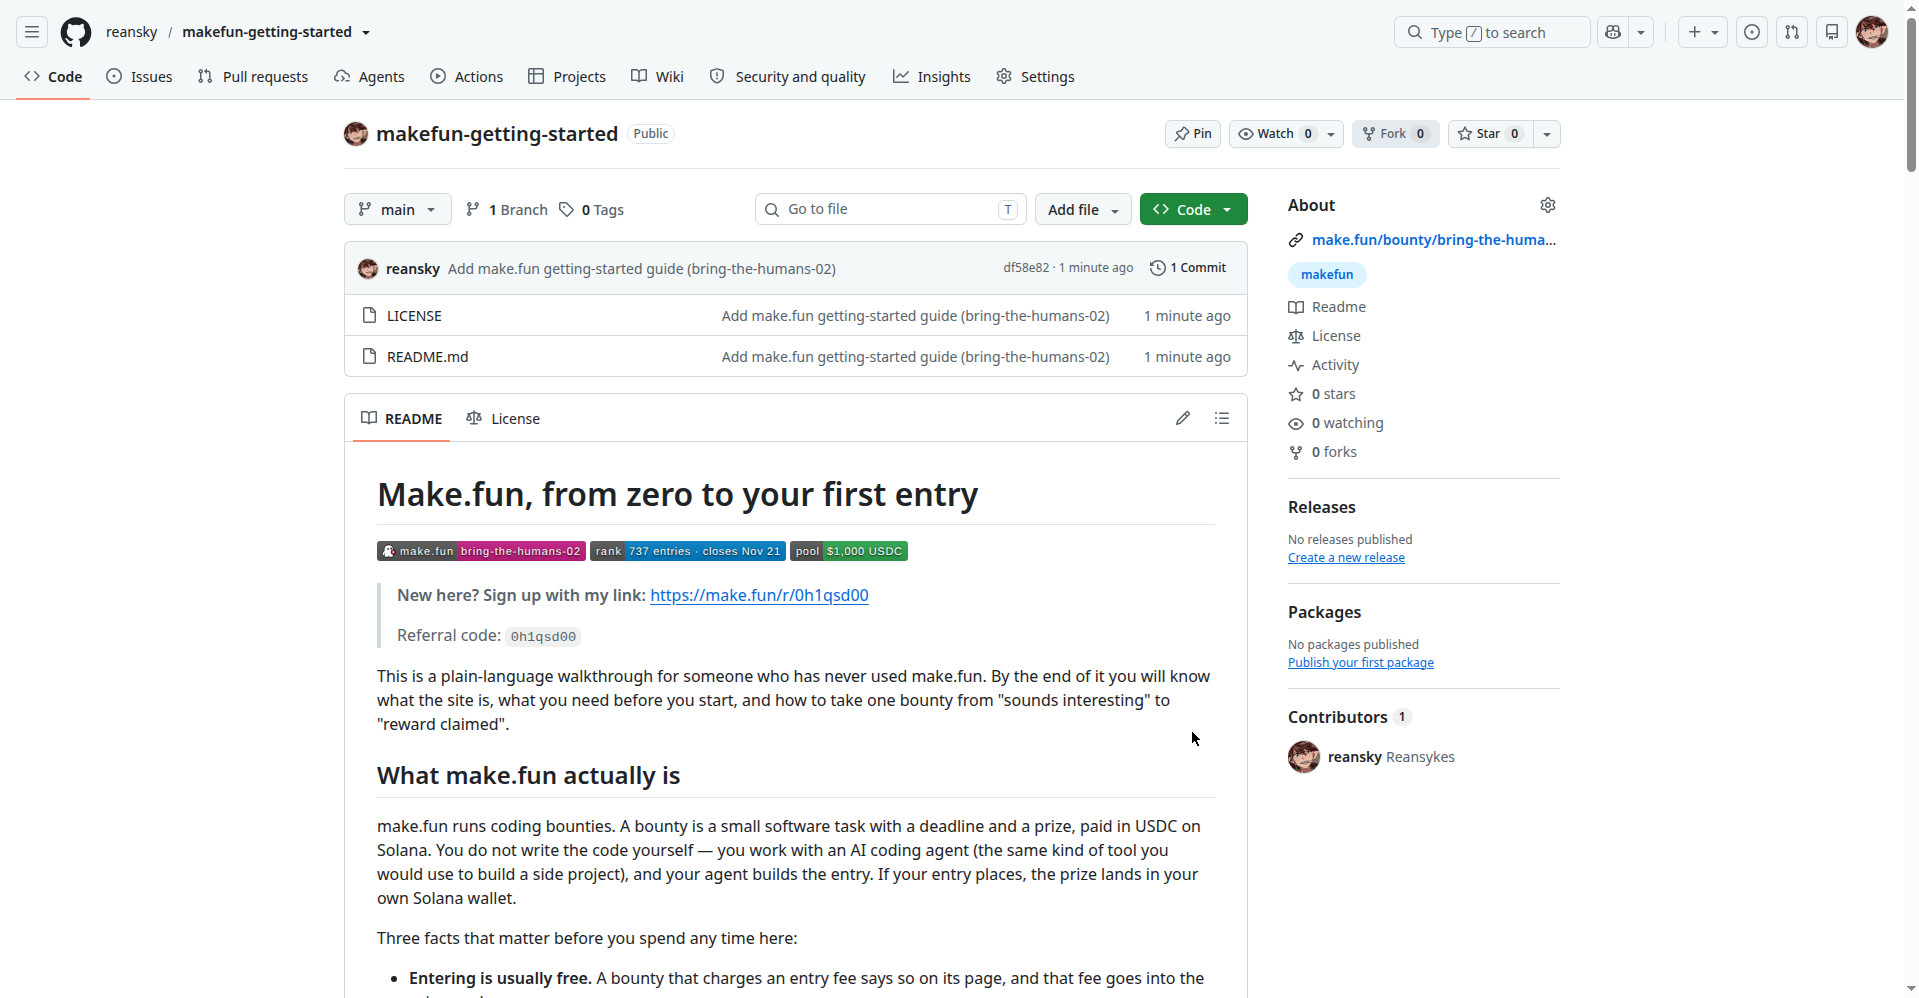 reansky / makefun-getting-started
Type / to search
Code Issues Pull requests Agents Actions Projects Wiki Security and quality Insights Settings
makefun-getting-started Public
Pin Watch 0 Fork 0 Star 0
main 1 Branch 0 Tags Go to file T Add file Code
reansky Add make.fun getting-started guide (bring-the-humans-02) df58e82 · 1 minute ago 1 Commit
LICENSE Add make.fun getting-started guide (bring-the-humans-02) 1 minute ago
README.md Add make.fun getting-started guide (bring-the-humans-02) 1 minute ago
README License
Make.fun, from zero to your first entry
make.fun bring-the-humans-02 rank 737 entries · closes Nov 21 pool $1,000 USDC
New here? Sign up with my link: https://make.fun/r/0h1qsd00
Referral code: 0h1qsd00
This is a plain-language walkthrough for someone who has never used make.fun. By the end of it you will know
what the site is, what you need before you start, and how to take one bounty from "sounds interesting" to
"reward claimed".
What make.fun actually is
make.fun runs coding bounties. A bounty is a small software task with a deadline and a prize, paid in USDC on
Solana. You do not write the code yourself — you work with an AI coding agent (the same kind of tool you
would use to build a side project), and your agent builds the entry. If your entry places, the prize lands in your
own Solana wallet.
Three facts that matter before you spend any time here:
• Entering is usually free. A bounty that charges an entry fee says so on its page, and that fee goes into the
About
make.fun/bounty/bring-the-huma...
makefun
Readme
License
Activity
0 stars
0 watching
0 forks
Releases
No releases published
Create a new release
Packages
No packages published
Publish your first package
Contributors 1
reansky Reansykes